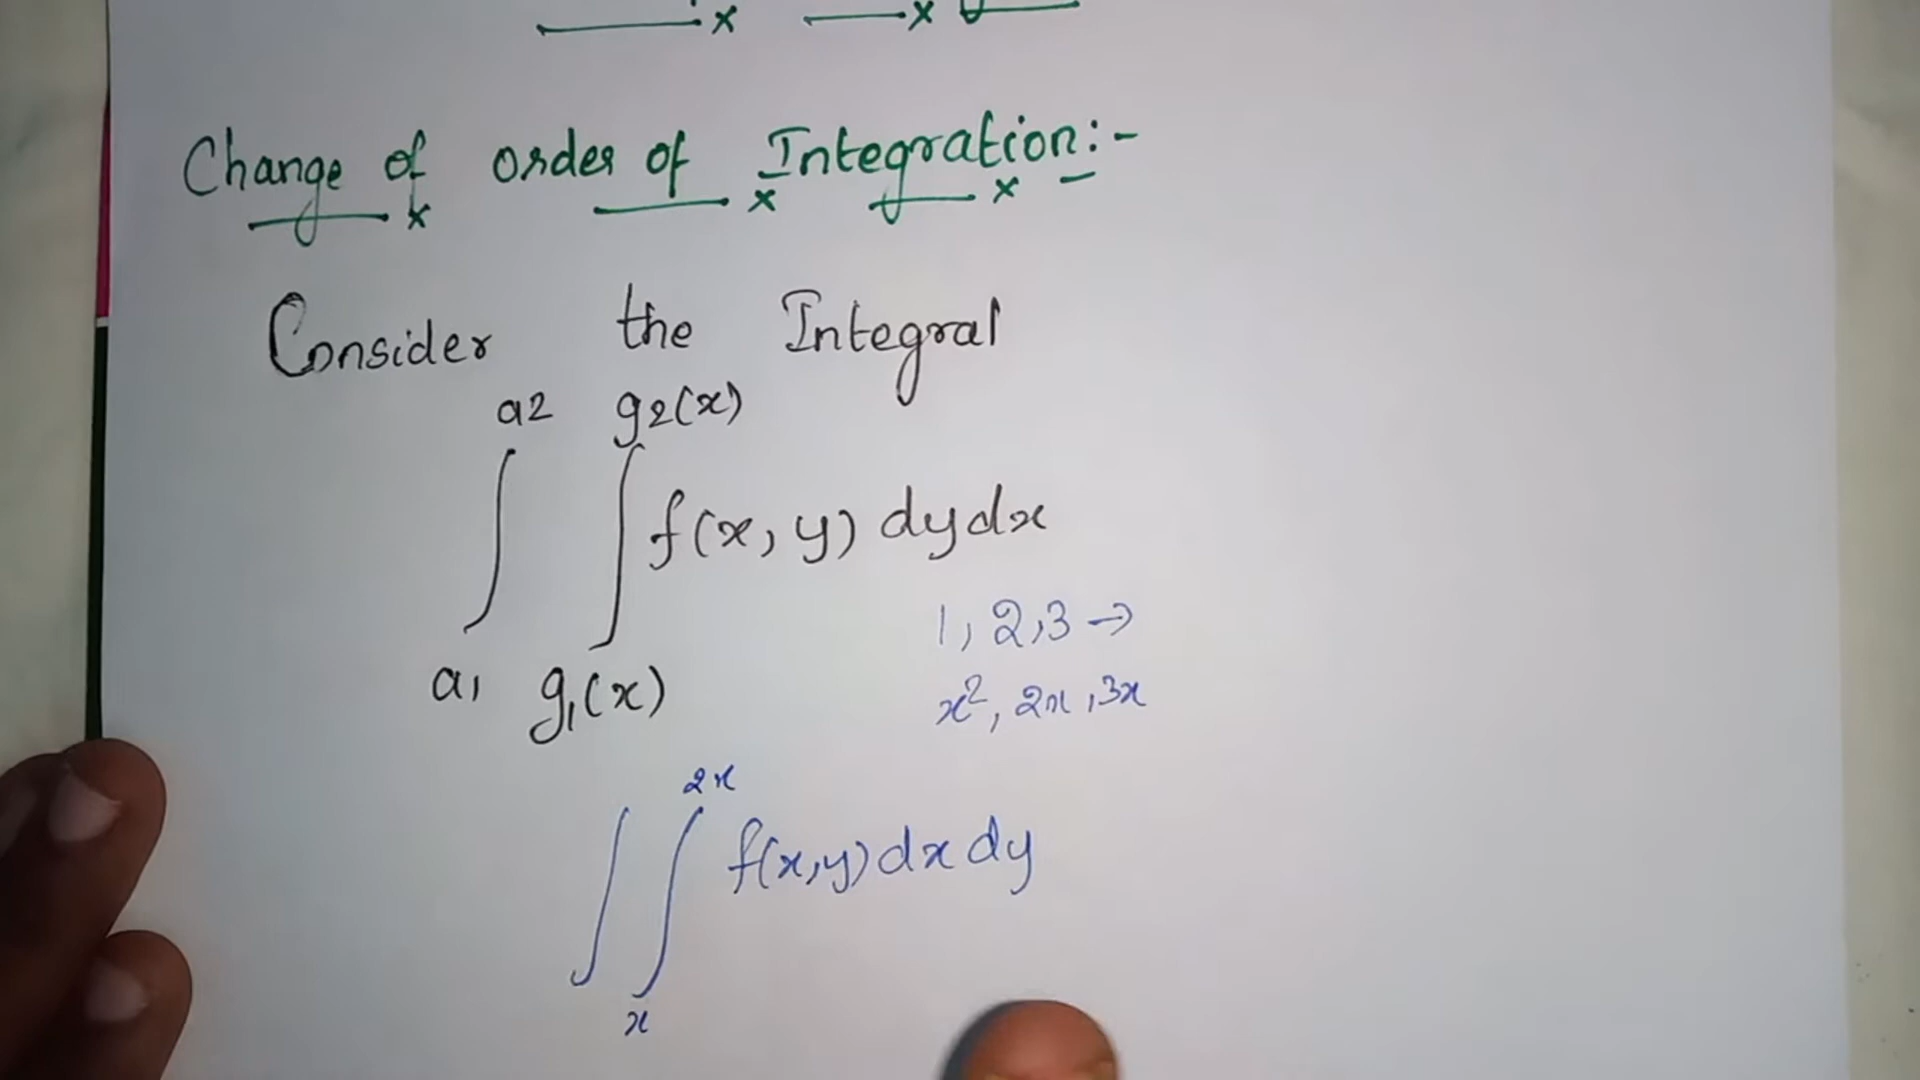 Change of order of Integration:-
Consider the Integral
a2 g2(x)
∫ ∫ f(x, y) dy dx
a1 g1(x)
1, 2, 3 →
x², 2x, 3x
2x
∫ ∫ f(x,y) dx dy
x